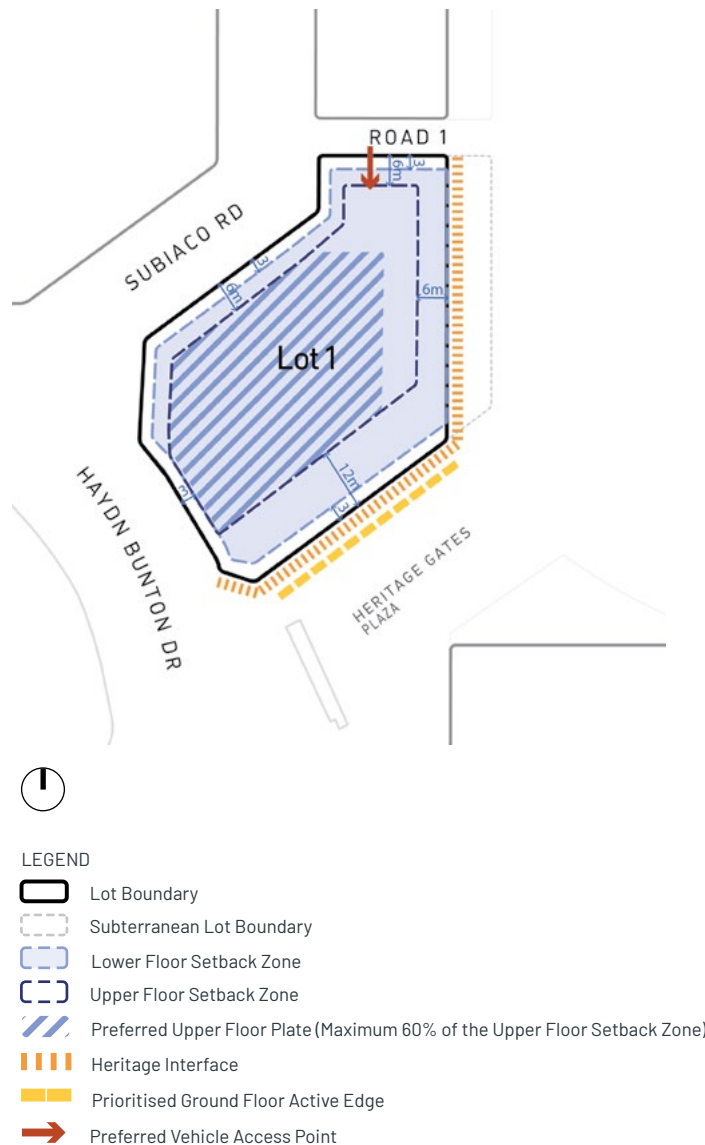 ROAD 1
3
6m
SUBIACO RD
3
6m
6m
Lot 1
12m
3
3
HAYDN BUNTON DR
HERITAGE GATES
PLAZA
LEGEND
Lot Boundary
Subterranean Lot Boundary
Lower Floor Setback Zone
Upper Floor Setback Zone
Preferred Upper Floor Plate (Maximum 60% of the Upper Floor Setback Zone)
Heritage Interface
Prioritised Ground Floor Active Edge
Preferred Vehicle Access Point